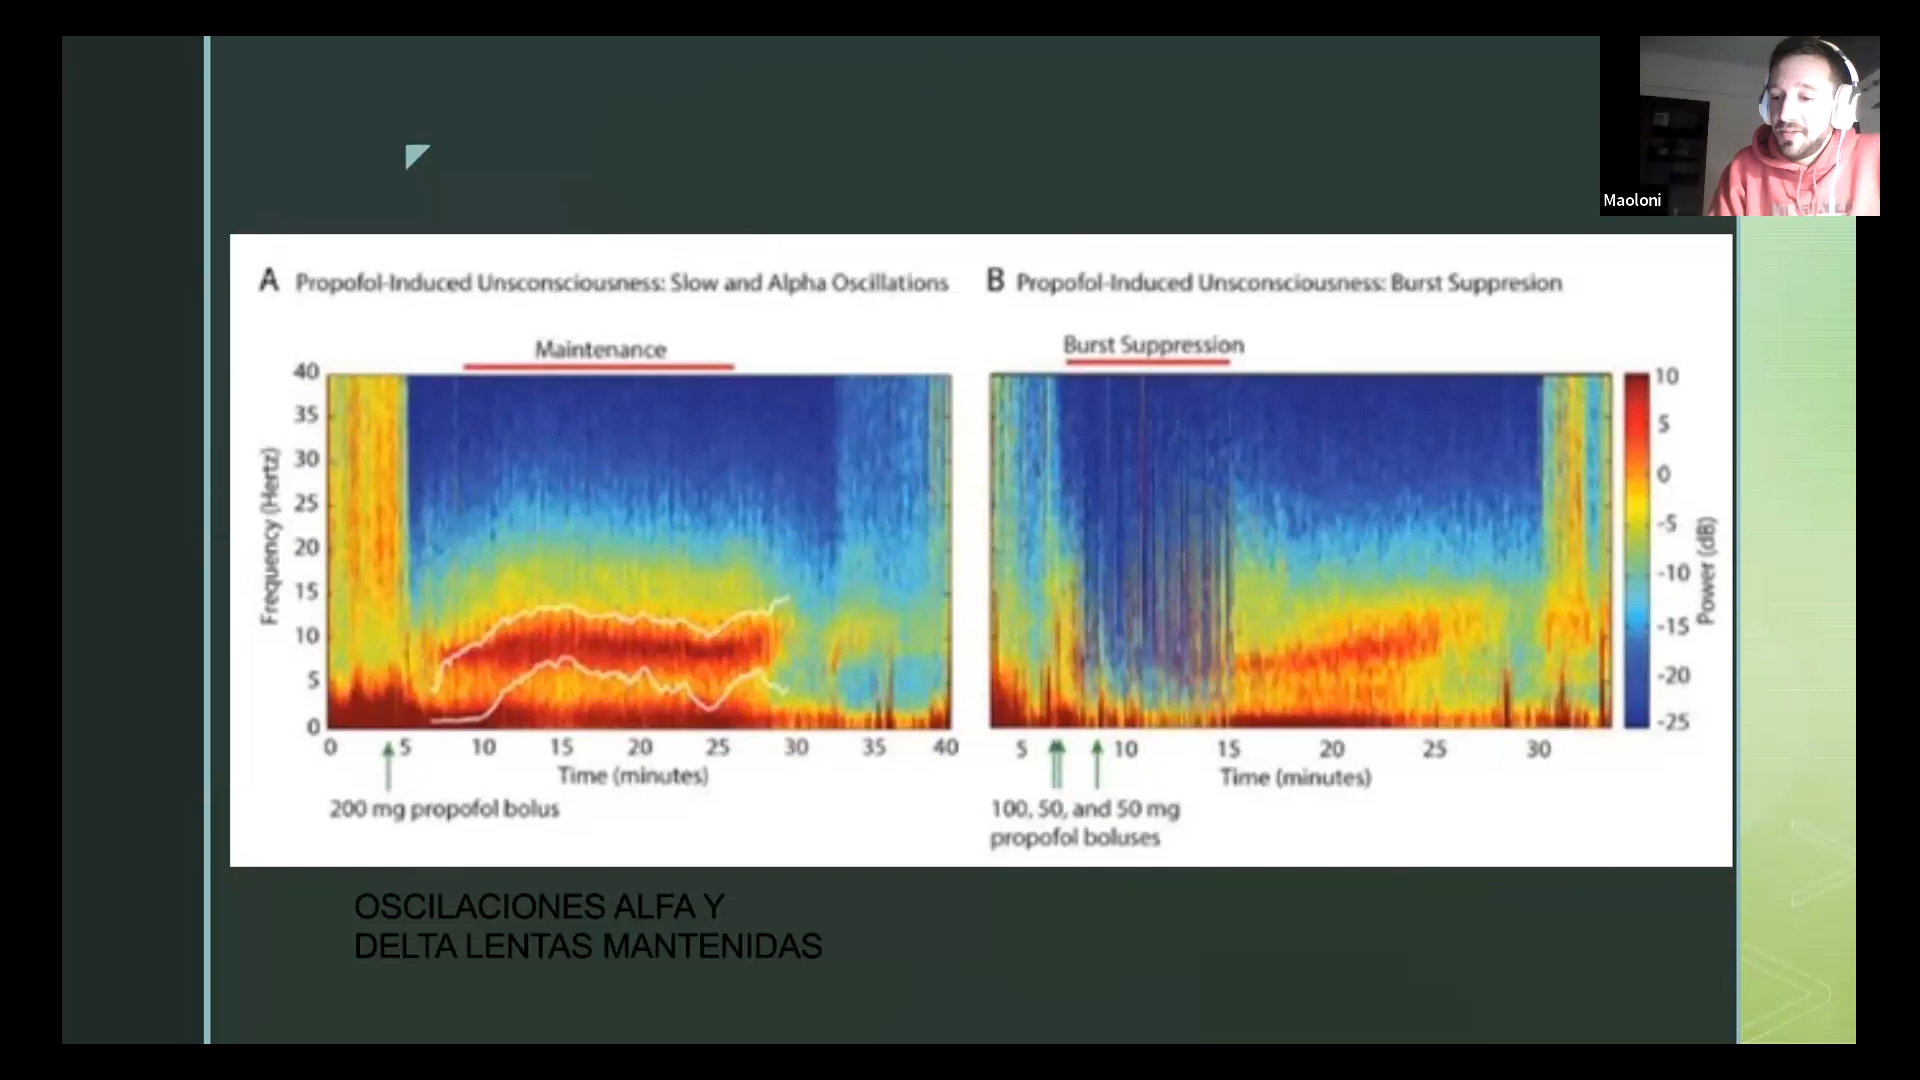 Maoloni
A Propofol-Induced Unsconsciousness: Slow and Alpha Oscillations
Maintenance
40
35
30
25
20
15
10
5
0
Frequency (Hertz)
0 5 10 15 20 25 30 35 40
Time (minutes)
200 mg propofol bolus
B Propofol-Induced Unsconsciousness: Burst Suppresion
Burst Suppression
5 10 15 20 25 30
Time (minutes)
100, 50, and 50 mg
propofol boluses
10
5
0
-5
-10
-15
-20
-25
Power (dB)
OSCILACIONES ALFA Y
DELTA LENTAS MANTENIDAS